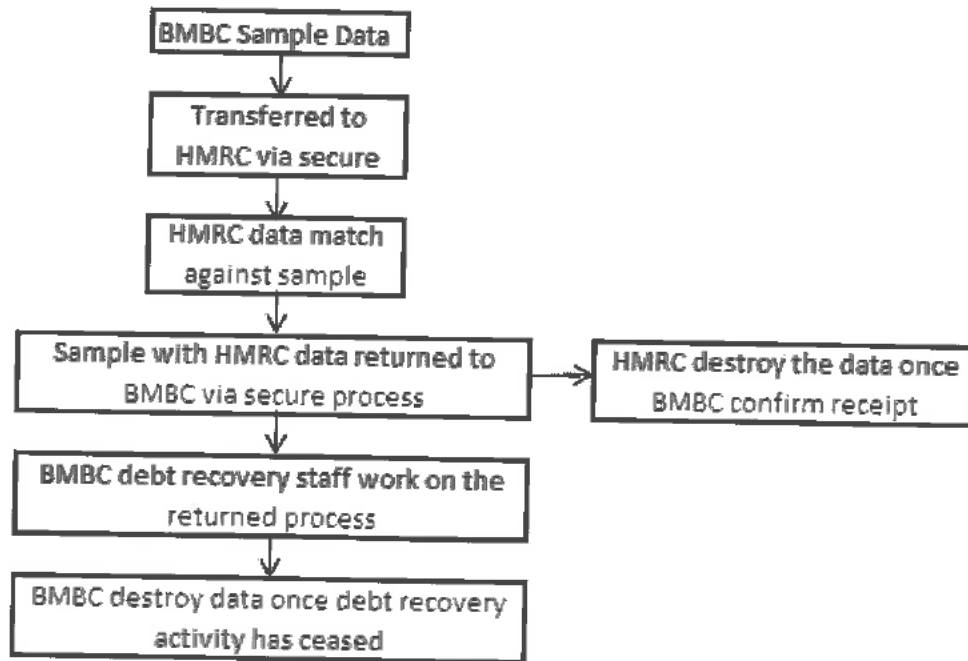 BMBC Sample Data
Transferred to
HMRC via secure
HMRC data match
against sample
Sample with HMRC data returned to
BMBC via secure process
HMRC destroy the data once
BMBC confirm receipt
BMBC debt recovery staff work on the
returned process
BMBC destroy data once debt recovery
activity has ceased